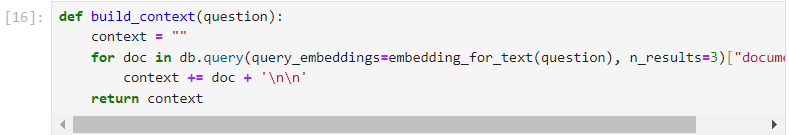 [16]: def build_context(question):
    context = ""
    for doc in db.query(query_embeddings=embedding_for_text(question), n_results=3)["docume
        context += doc + '\n\n'
    return context